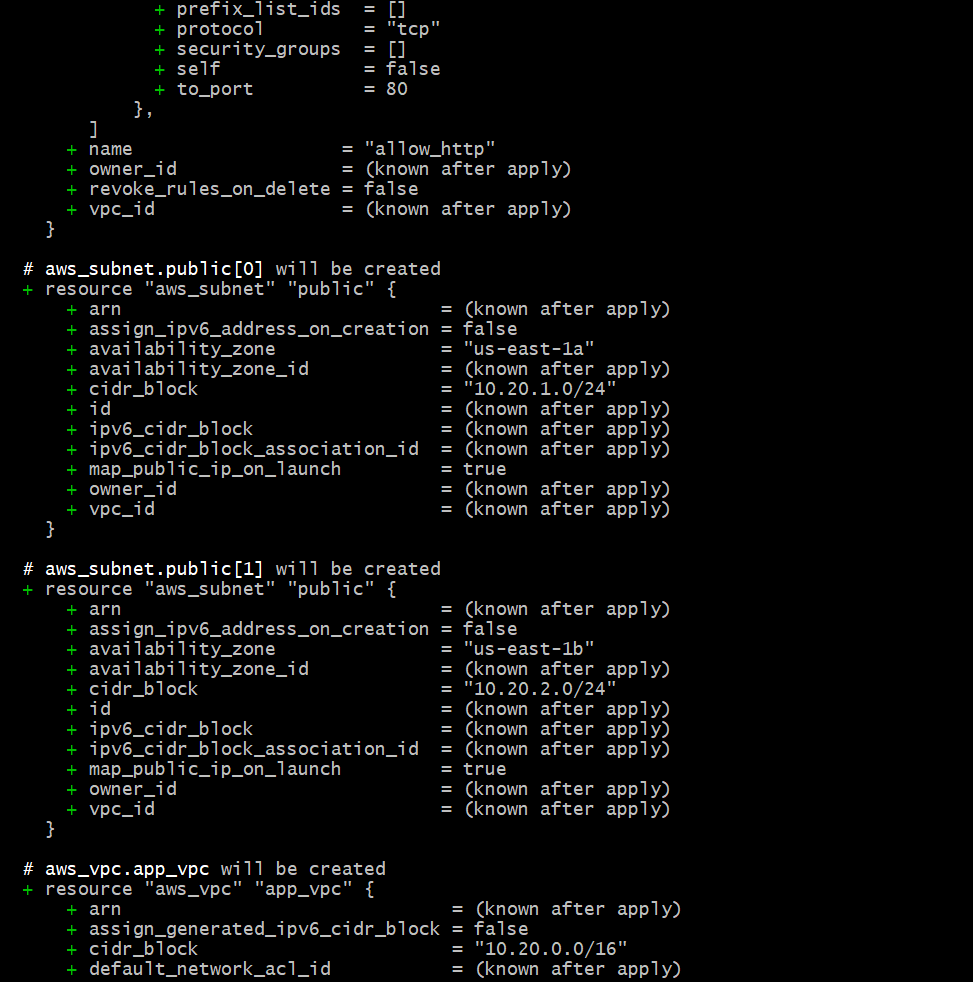 + prefix_list_ids  = []
              + protocol         = "tcp"
              + security_groups  = []
              + self             = false
              + to_port          = 80
            },
        ]
      + name                   = "allow_http"
      + owner_id               = (known after apply)
      + revoke_rules_on_delete = false
      + vpc_id                 = (known after apply)
    }

  # aws_subnet.public[0] will be created
  + resource "aws_subnet" "public" {
      + arn                             = (known after apply)
      + assign_ipv6_address_on_creation = false
      + availability_zone               = "us-east-1a"
      + availability_zone_id            = (known after apply)
      + cidr_block                      = "10.20.1.0/24"
      + id                              = (known after apply)
      + ipv6_cidr_block                 = (known after apply)
      + ipv6_cidr_block_association_id  = (known after apply)
      + map_public_ip_on_launch         = true
      + owner_id                        = (known after apply)
      + vpc_id                          = (known after apply)
    }

  # aws_subnet.public[1] will be created
  + resource "aws_subnet" "public" {
      + arn                             = (known after apply)
      + assign_ipv6_address_on_creation = false
      + availability_zone               = "us-east-1b"
      + availability_zone_id            = (known after apply)
      + cidr_block                      = "10.20.2.0/24"
      + id                              = (known after apply)
      + ipv6_cidr_block                 = (known after apply)
      + ipv6_cidr_block_association_id  = (known after apply)
      + map_public_ip_on_launch         = true
      + owner_id                        = (known after apply)
      + vpc_id                          = (known after apply)
    }

  # aws_vpc.app_vpc will be created
  + resource "aws_vpc" "app_vpc" {
      + arn                              = (known after apply)
      + assign_generated_ipv6_cidr_block = false
      + cidr_block                       = "10.20.0.0/16"
      + default_network_acl_id           = (known after apply)